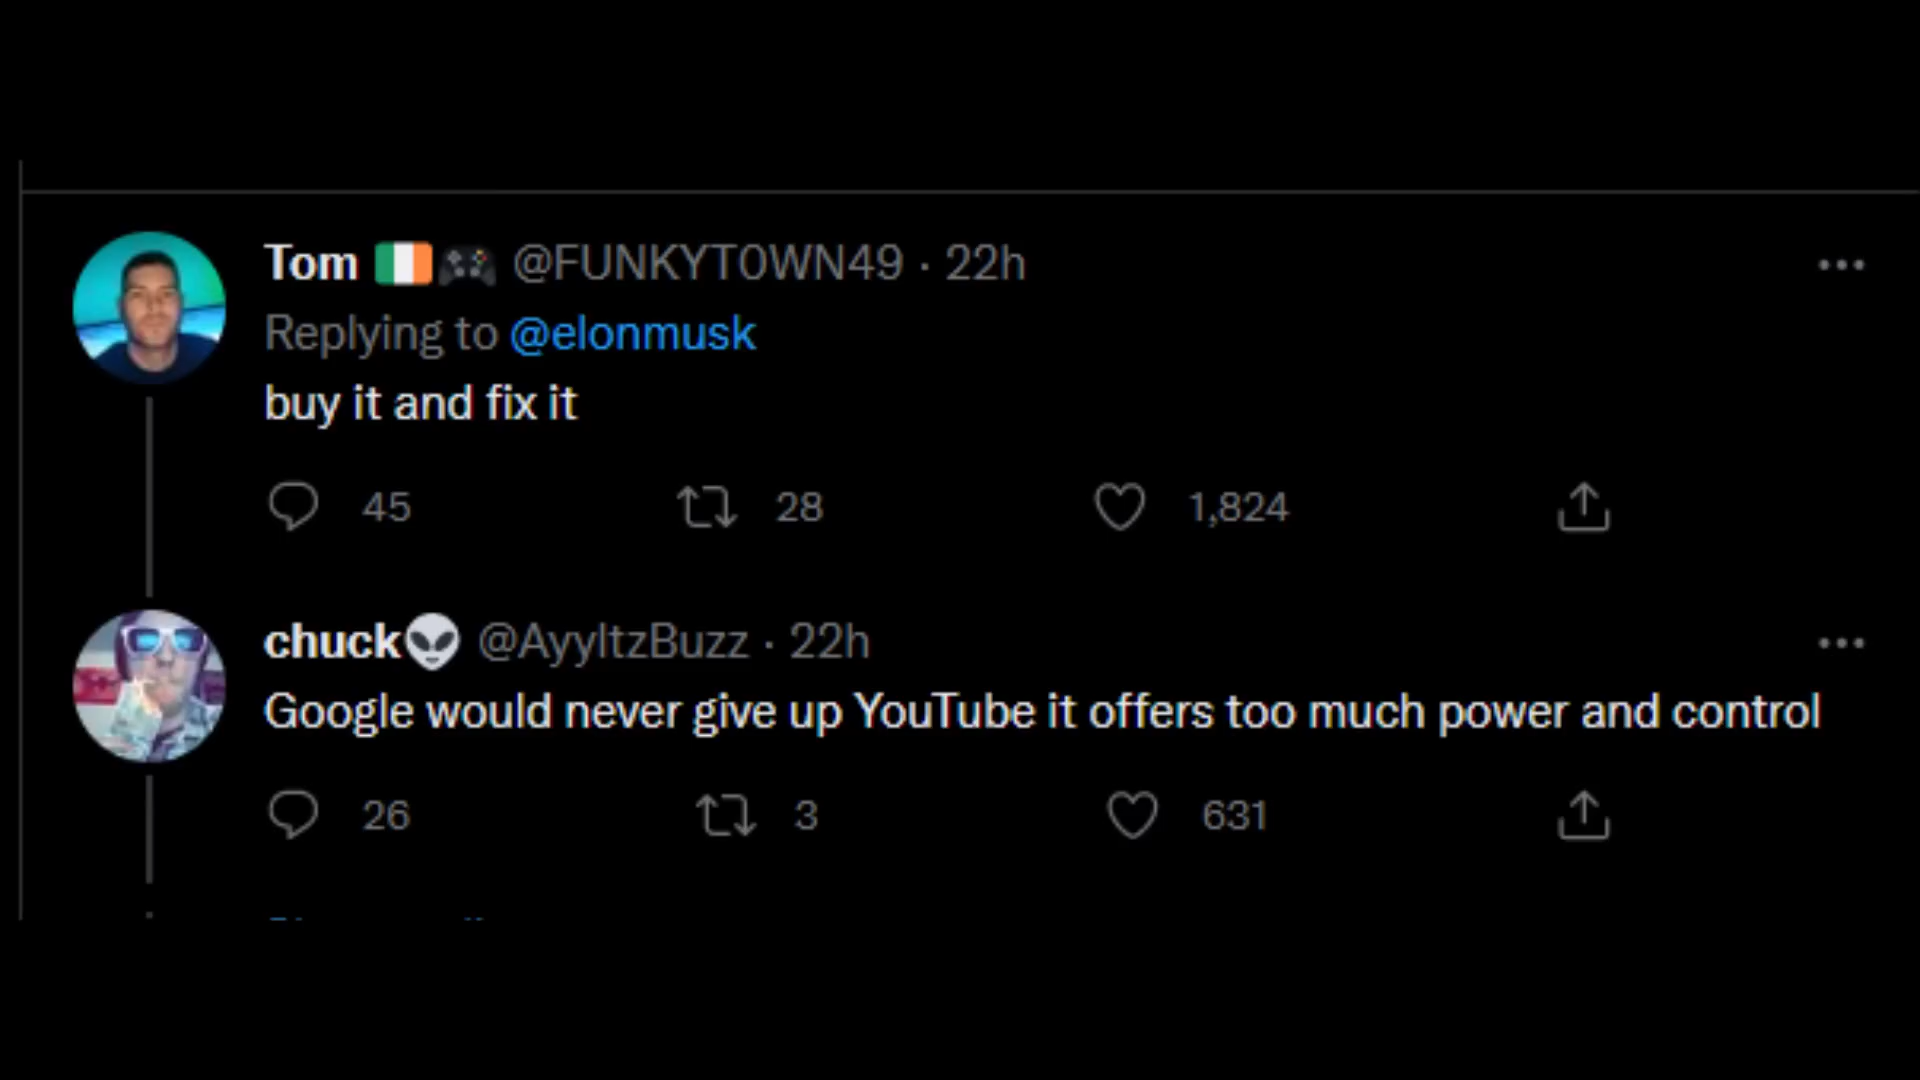 Tom 🇮🇪🎮 @FUNKYT0WN49 · 22h
Replying to @elonmusk
buy it and fix it
45 28 1,824
chuck👽 @AyyItzBuzz · 22h
Google would never give up YouTube it offers too much power and control
26 3 631